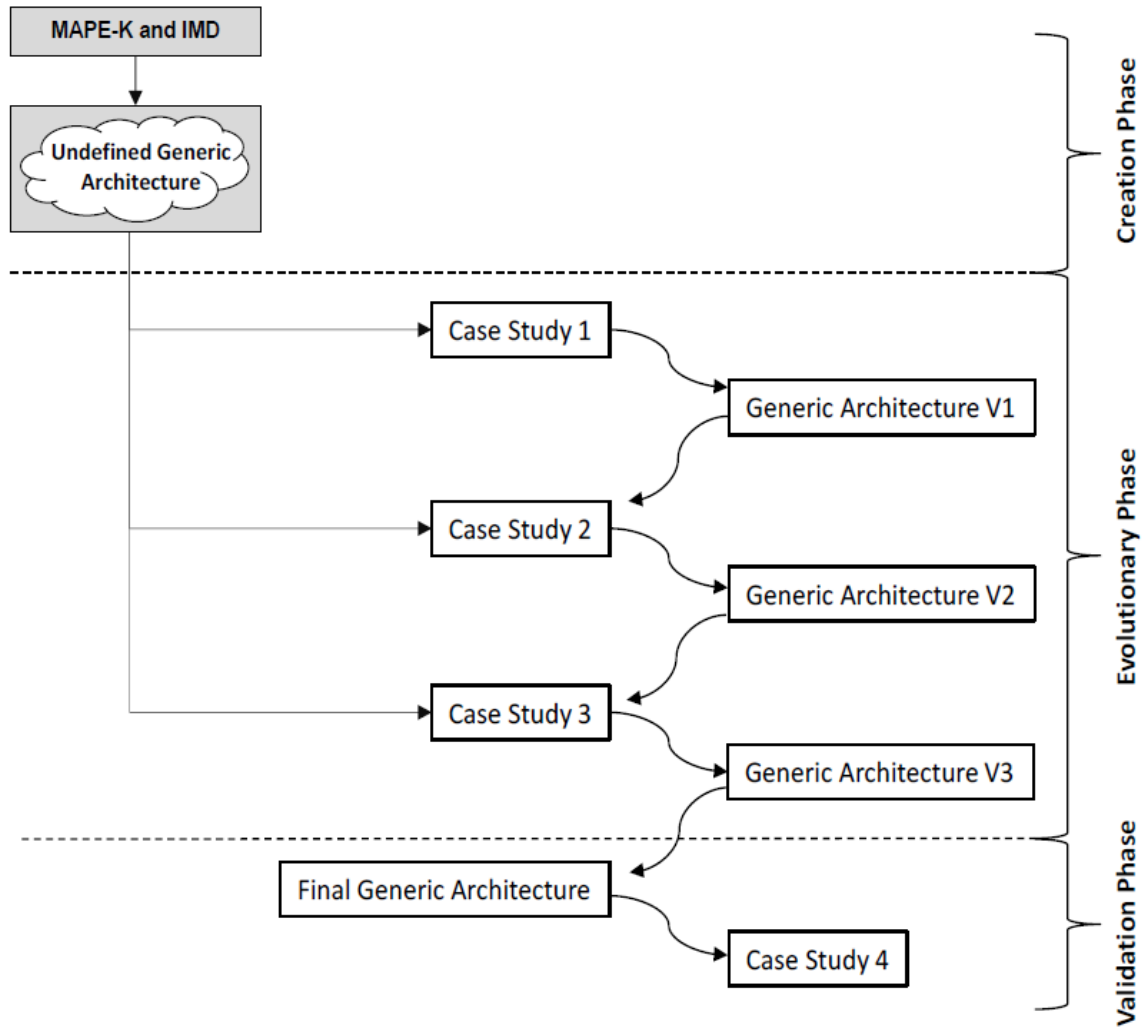 MAPE-K and IMD
Undefined Generic
Architecture
Creation Phase
Case Study 1
Generic Architecture V1
Case Study 2
Generic Architecture V2
Case Study 3
Generic Architecture V3
Evolutionary Phase
Final Generic Architecture
Case Study 4
Validation Phase